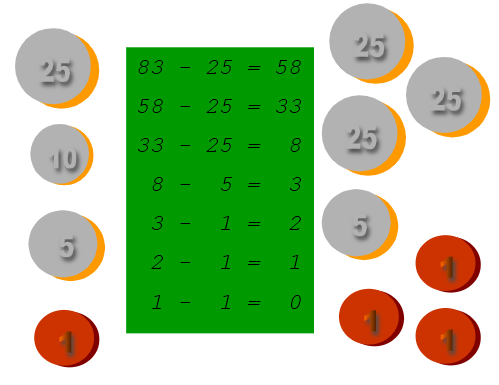 25
10
5
1
83 - 25 = 58
58 - 25 = 33
33 - 25 = 8
8 - 5 = 3
3 - 1 = 2
2 - 1 = 1
1 - 1 = 0
25
25
25
5
1
1
1